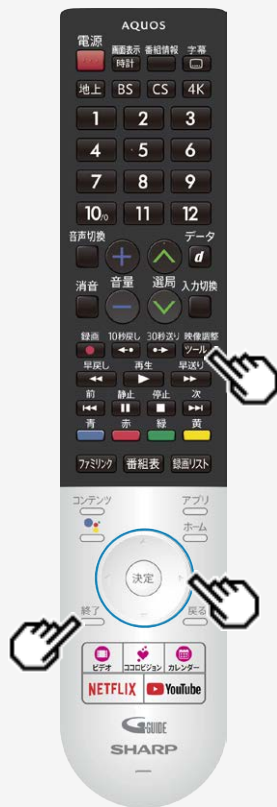 AQUOS
電源
画面表示 番組情報 字幕
時計
地上 BS CS 4K
1 2 3
4 5 6
7 8 9
10/0 11 12
音声切換 データ
d
消音 音量 選局 入力切換
録画 10秒戻し 30秒送り 映像調整
ツール
早戻し 再生 早送り
前 静止 停止 次
青 赤 緑 黄
ファミリンク 番組表 録画リスト
コンテンツ アプリ
ホーム
決定
終了 戻る
ビデオ ココロビジョン カレンダー
NETFLIX YouTube
G-GUIDE
SHARP